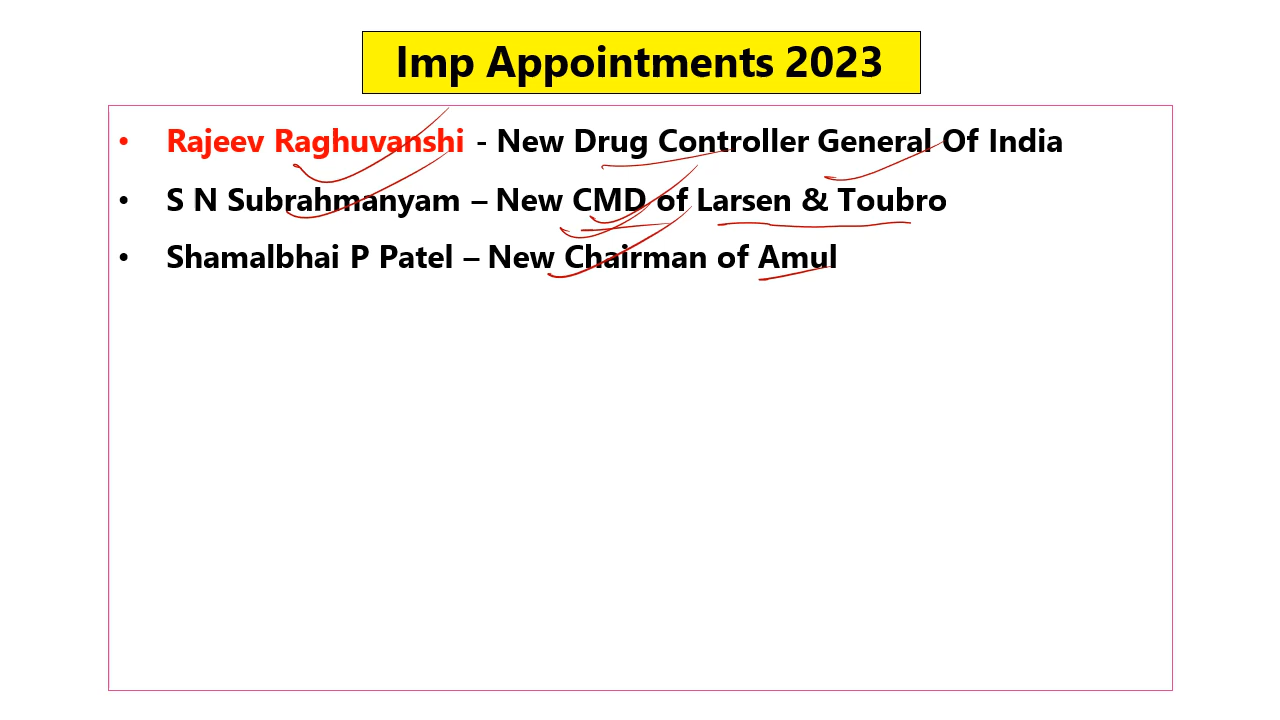 Imp Appointments 2023
• Rajeev Raghuvanshi - New Drug Controller General Of India
• S N Subrahmanyam – New CMD of Larsen & Toubro
• Shamalbhai P Patel – New Chairman of Amul